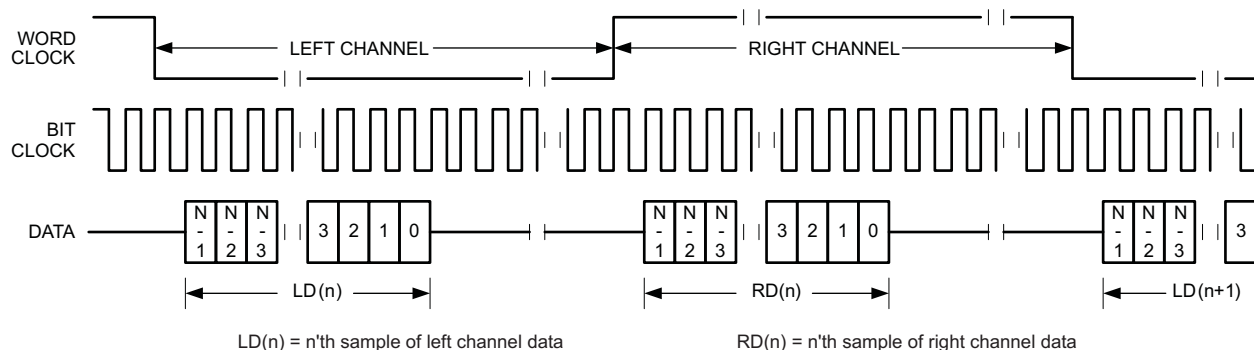 WORD
CLOCK
LEFT CHANNEL
RIGHT CHANNEL
BIT
CLOCK
DATA
N
-
1
N
-
2
N
-
3
3
2
1
0
N
-
1
N
-
2
N
-
3
3
2
1
0
N
-
1
N
-
2
N
-
3
3
LD(n)
RD(n)
LD(n+1)
LD(n) = n'th sample of left channel data
RD(n) = n'th sample of right channel data